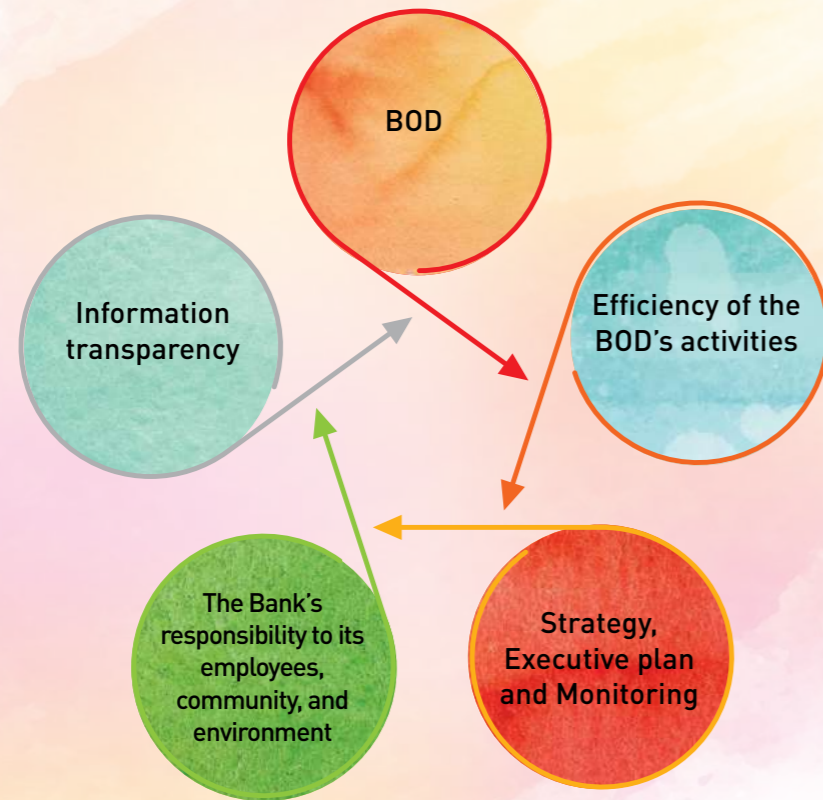 BOD
Efficiency of the
BOD's activities
Strategy,
Executive plan
and Monitoring
The Bank's
responsibility to its
employees,
community, and
environment
Information
transparency